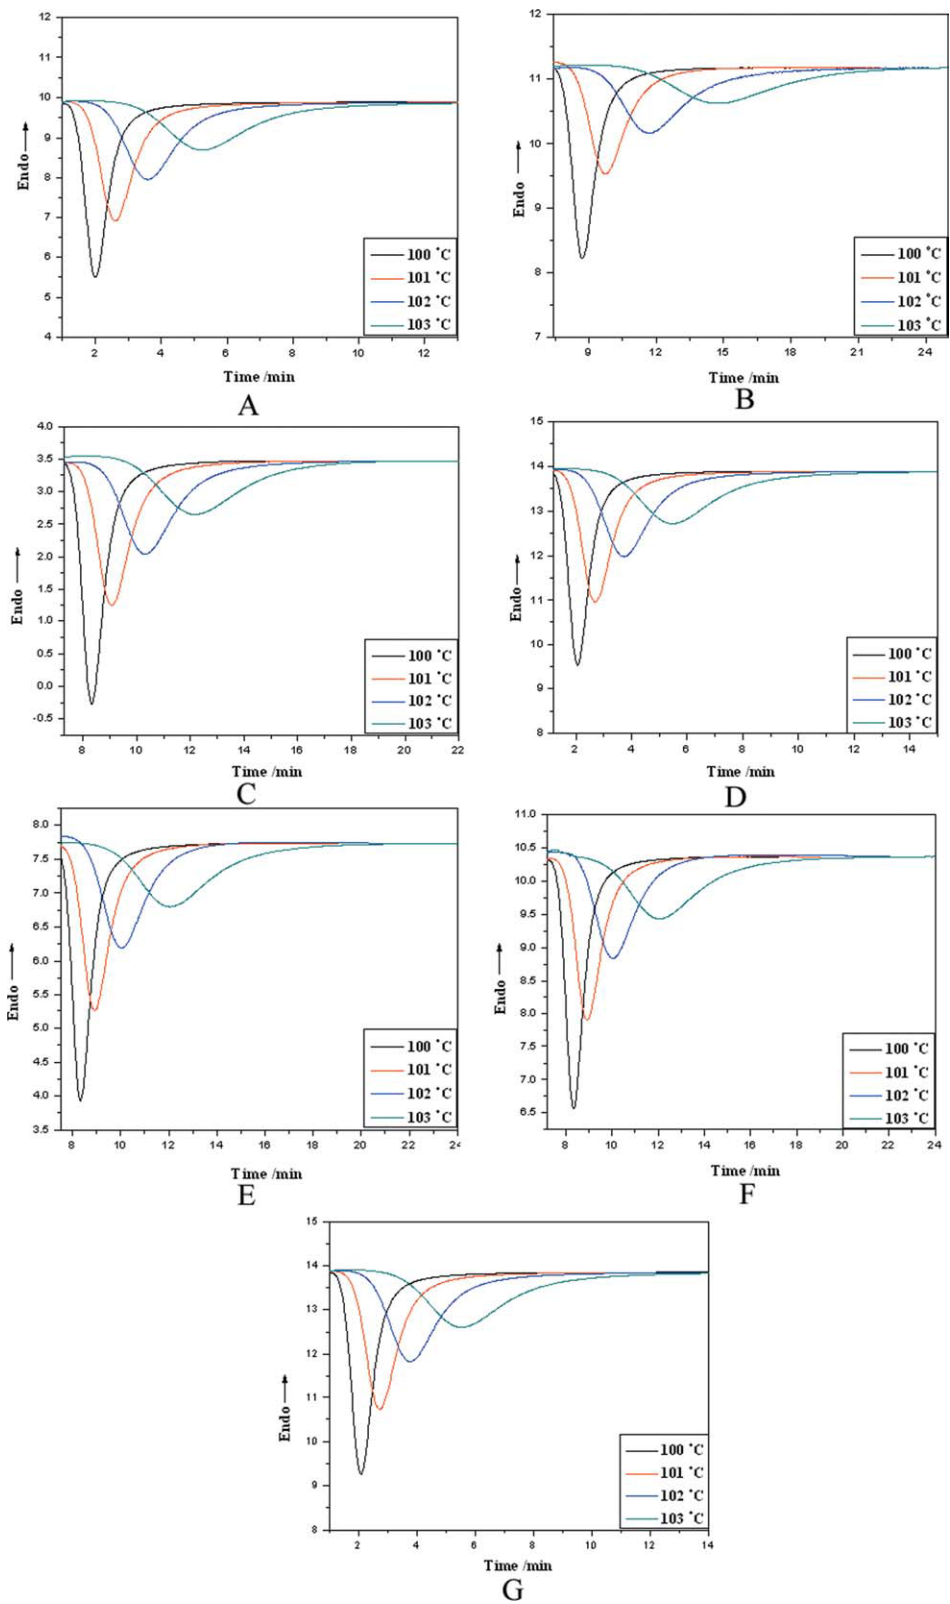 12
11
10
9
8
7
6
5
4
Endo
100 °C
101 °C
102 °C
103 °C
2 4 6 8 10 12
Time /min
A
12
11
10
9
8
7
Endo
100 °C
101 °C
102 °C
103 °C
9 12 15 18 21 24
Time /min
B
4.0
3.5
3.0
2.5
2.0
1.5
1.0
0.5
0.0
-0.5
Endo
100 °C
101 °C
102 °C
103 °C
8 10 12 14 16 18 20 22
Time /min
C
15
14
13
12
11
10
9
8
Endo
100 °C
101 °C
102 °C
103 °C
2 4 6 8 10 12 14
Time /min
D
8.0
7.5
7.0
6.5
6.0
5.5
5.0
4.5
4.0
3.5
Endo
100 °C
101 °C
102 °C
103 °C
8 10 12 14 16 18 20 22 24
Time /min
E
11.0
10.5
10.0
9.5
9.0
8.5
8.0
7.5
7.0
6.5
Endo
100 °C
101 °C
102 °C
103 °C
8 10 12 14 16 18 20 22 24
Time /min
F
15
14
13
12
11
10
9
8
Endo
100 °C
101 °C
102 °C
103 °C
2 4 6 8 10 12 14
Time /min
G